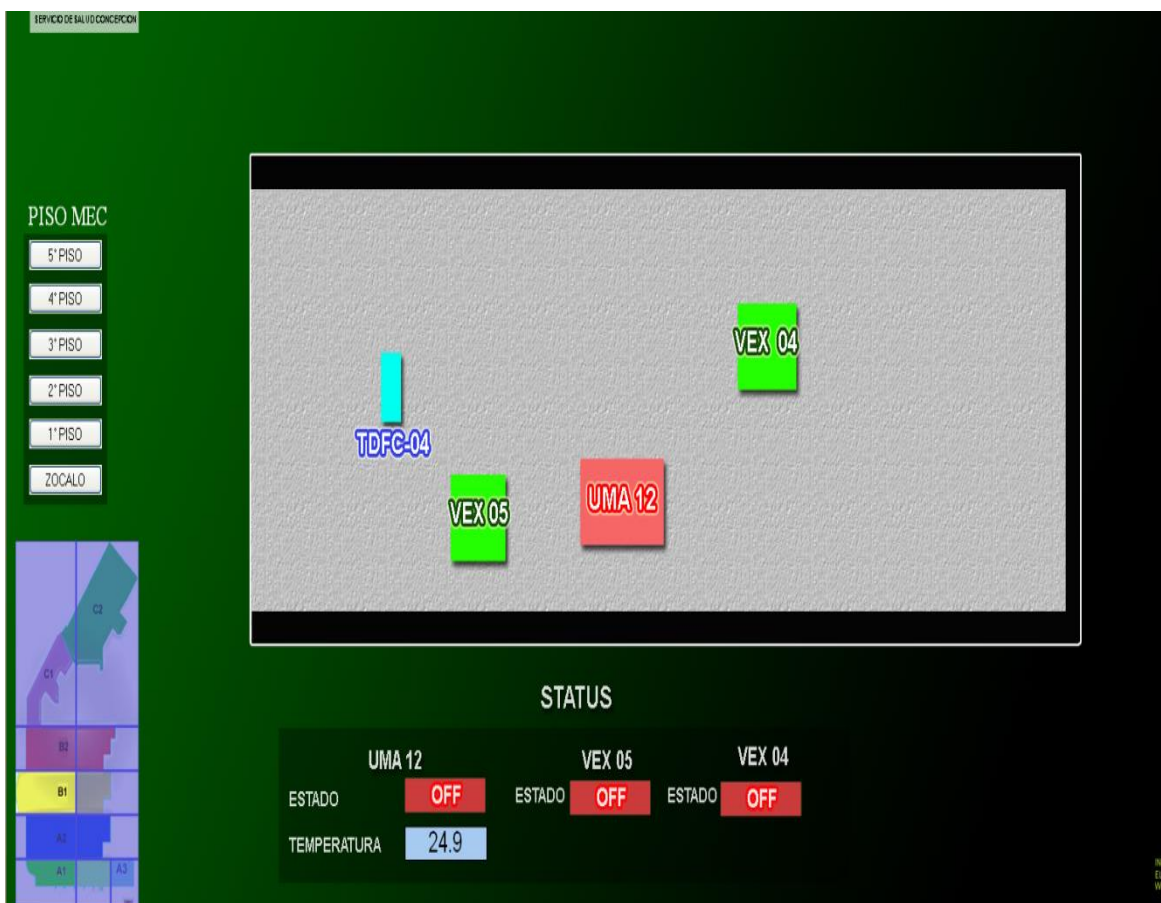 SERVICIO DE SALUD CONCEPCION
PISO MEC
5° PISO
4° PISO
3° PISO
2° PISO
1° PISO
ZOCALO
VEX 04
TDFC-04
VEX 05
UMA 12
C2
C1
B2
B1
A2
A1
A3
STATUS
UMA 12
VEX 05
VEX 04
ESTADO OFF
ESTADO OFF
ESTADO OFF
TEMPERATURA 24.9